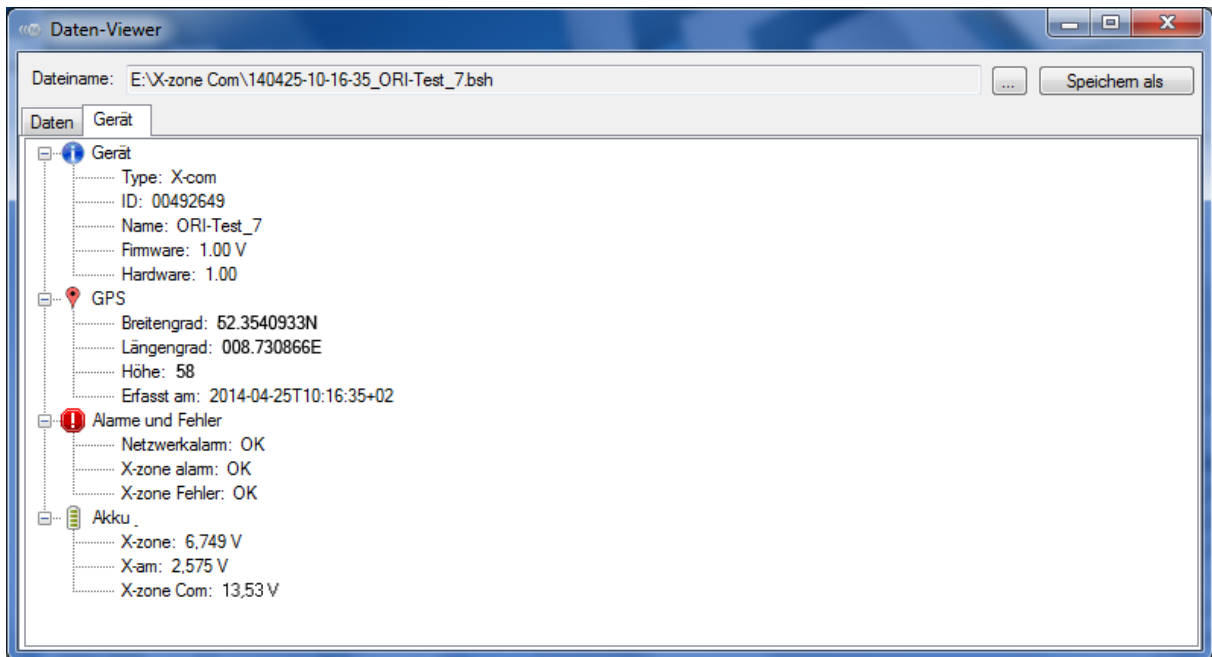 Daten-Viewer
Dateiname: E:\X-zone Com\140425-10-16-35_ORI-Test_7.bsh ... Speichern als
Daten Gerät
Gerät
Type: X-com
ID: 00492649
Name: ORI-Test_7
Firmware: 1.00 V
Hardware: 1.00
GPS
Breitengrad: 52.3540933N
Längengrad: 008.730866E
Höhe: 58
Erfasst am: 2014-04-25T10:16:35+02
Alarme und Fehler
Netzwerkalarm: OK
X-zone alarm: OK
X-zone Fehler: OK
Akku
X-zone: 6,749 V
X-am: 2,575 V
X-zone Com: 13,53 V